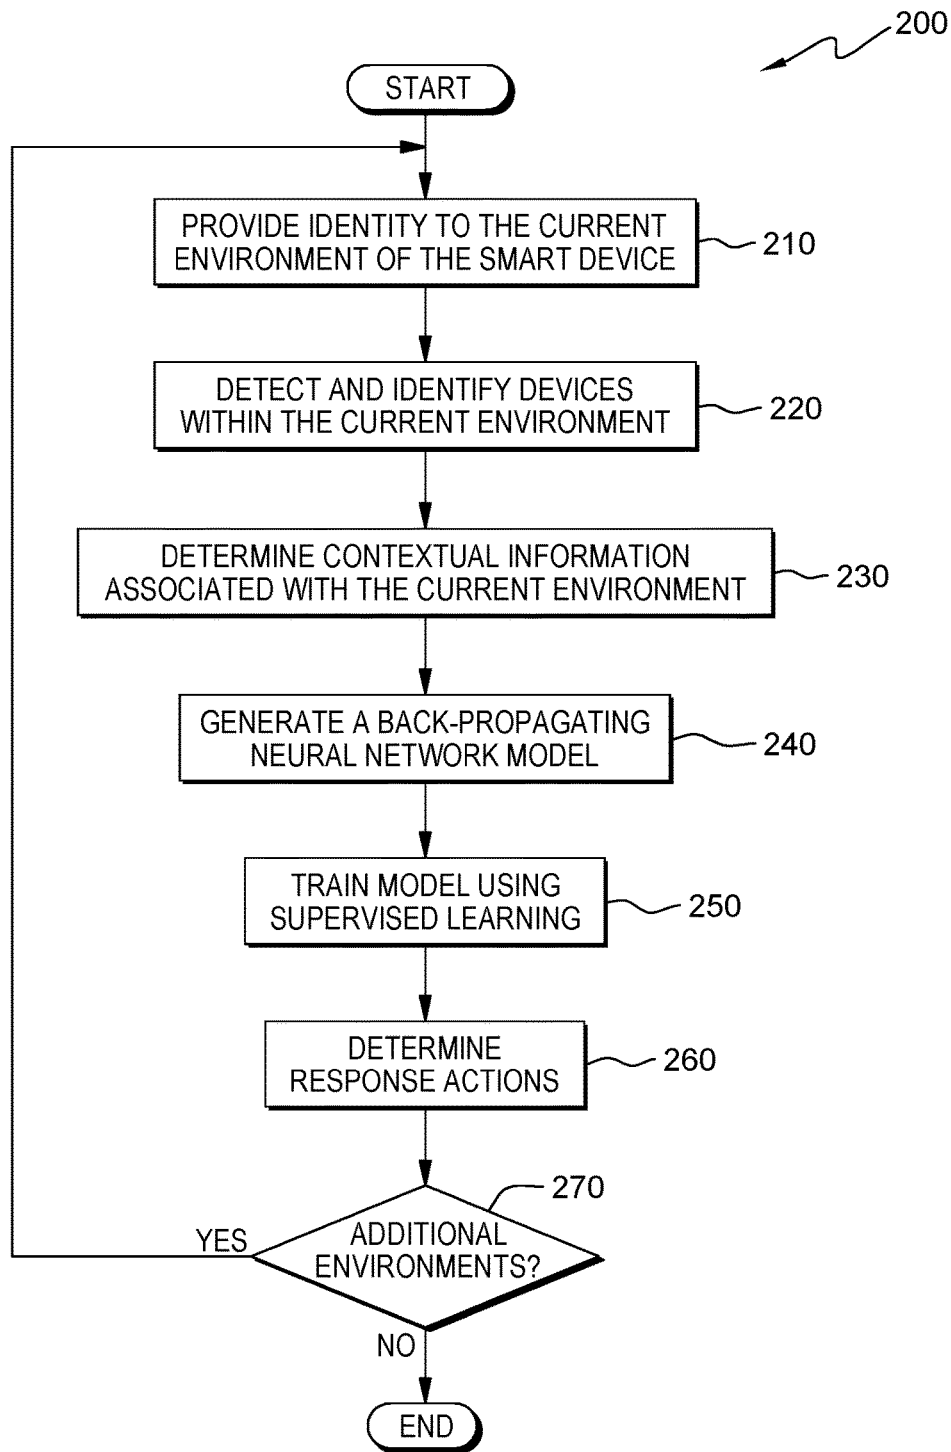 200
START
PROVIDE IDENTITY TO THE CURRENT
ENVIRONMENT OF THE SMART DEVICE
210
DETECT AND IDENTIFY DEVICES
WITHIN THE CURRENT ENVIRONMENT
220
DETERMINE CONTEXTUAL INFORMATION
ASSOCIATED WITH THE CURRENT ENVIRONMENT
230
GENERATE A BACK-PROPAGATING
NEURAL NETWORK MODEL
240
TRAIN MODEL USING
SUPERVISED LEARNING
250
DETERMINE
RESPONSE ACTIONS
260
270
YES
ADDITIONAL
ENVIRONMENTS?
NO
END